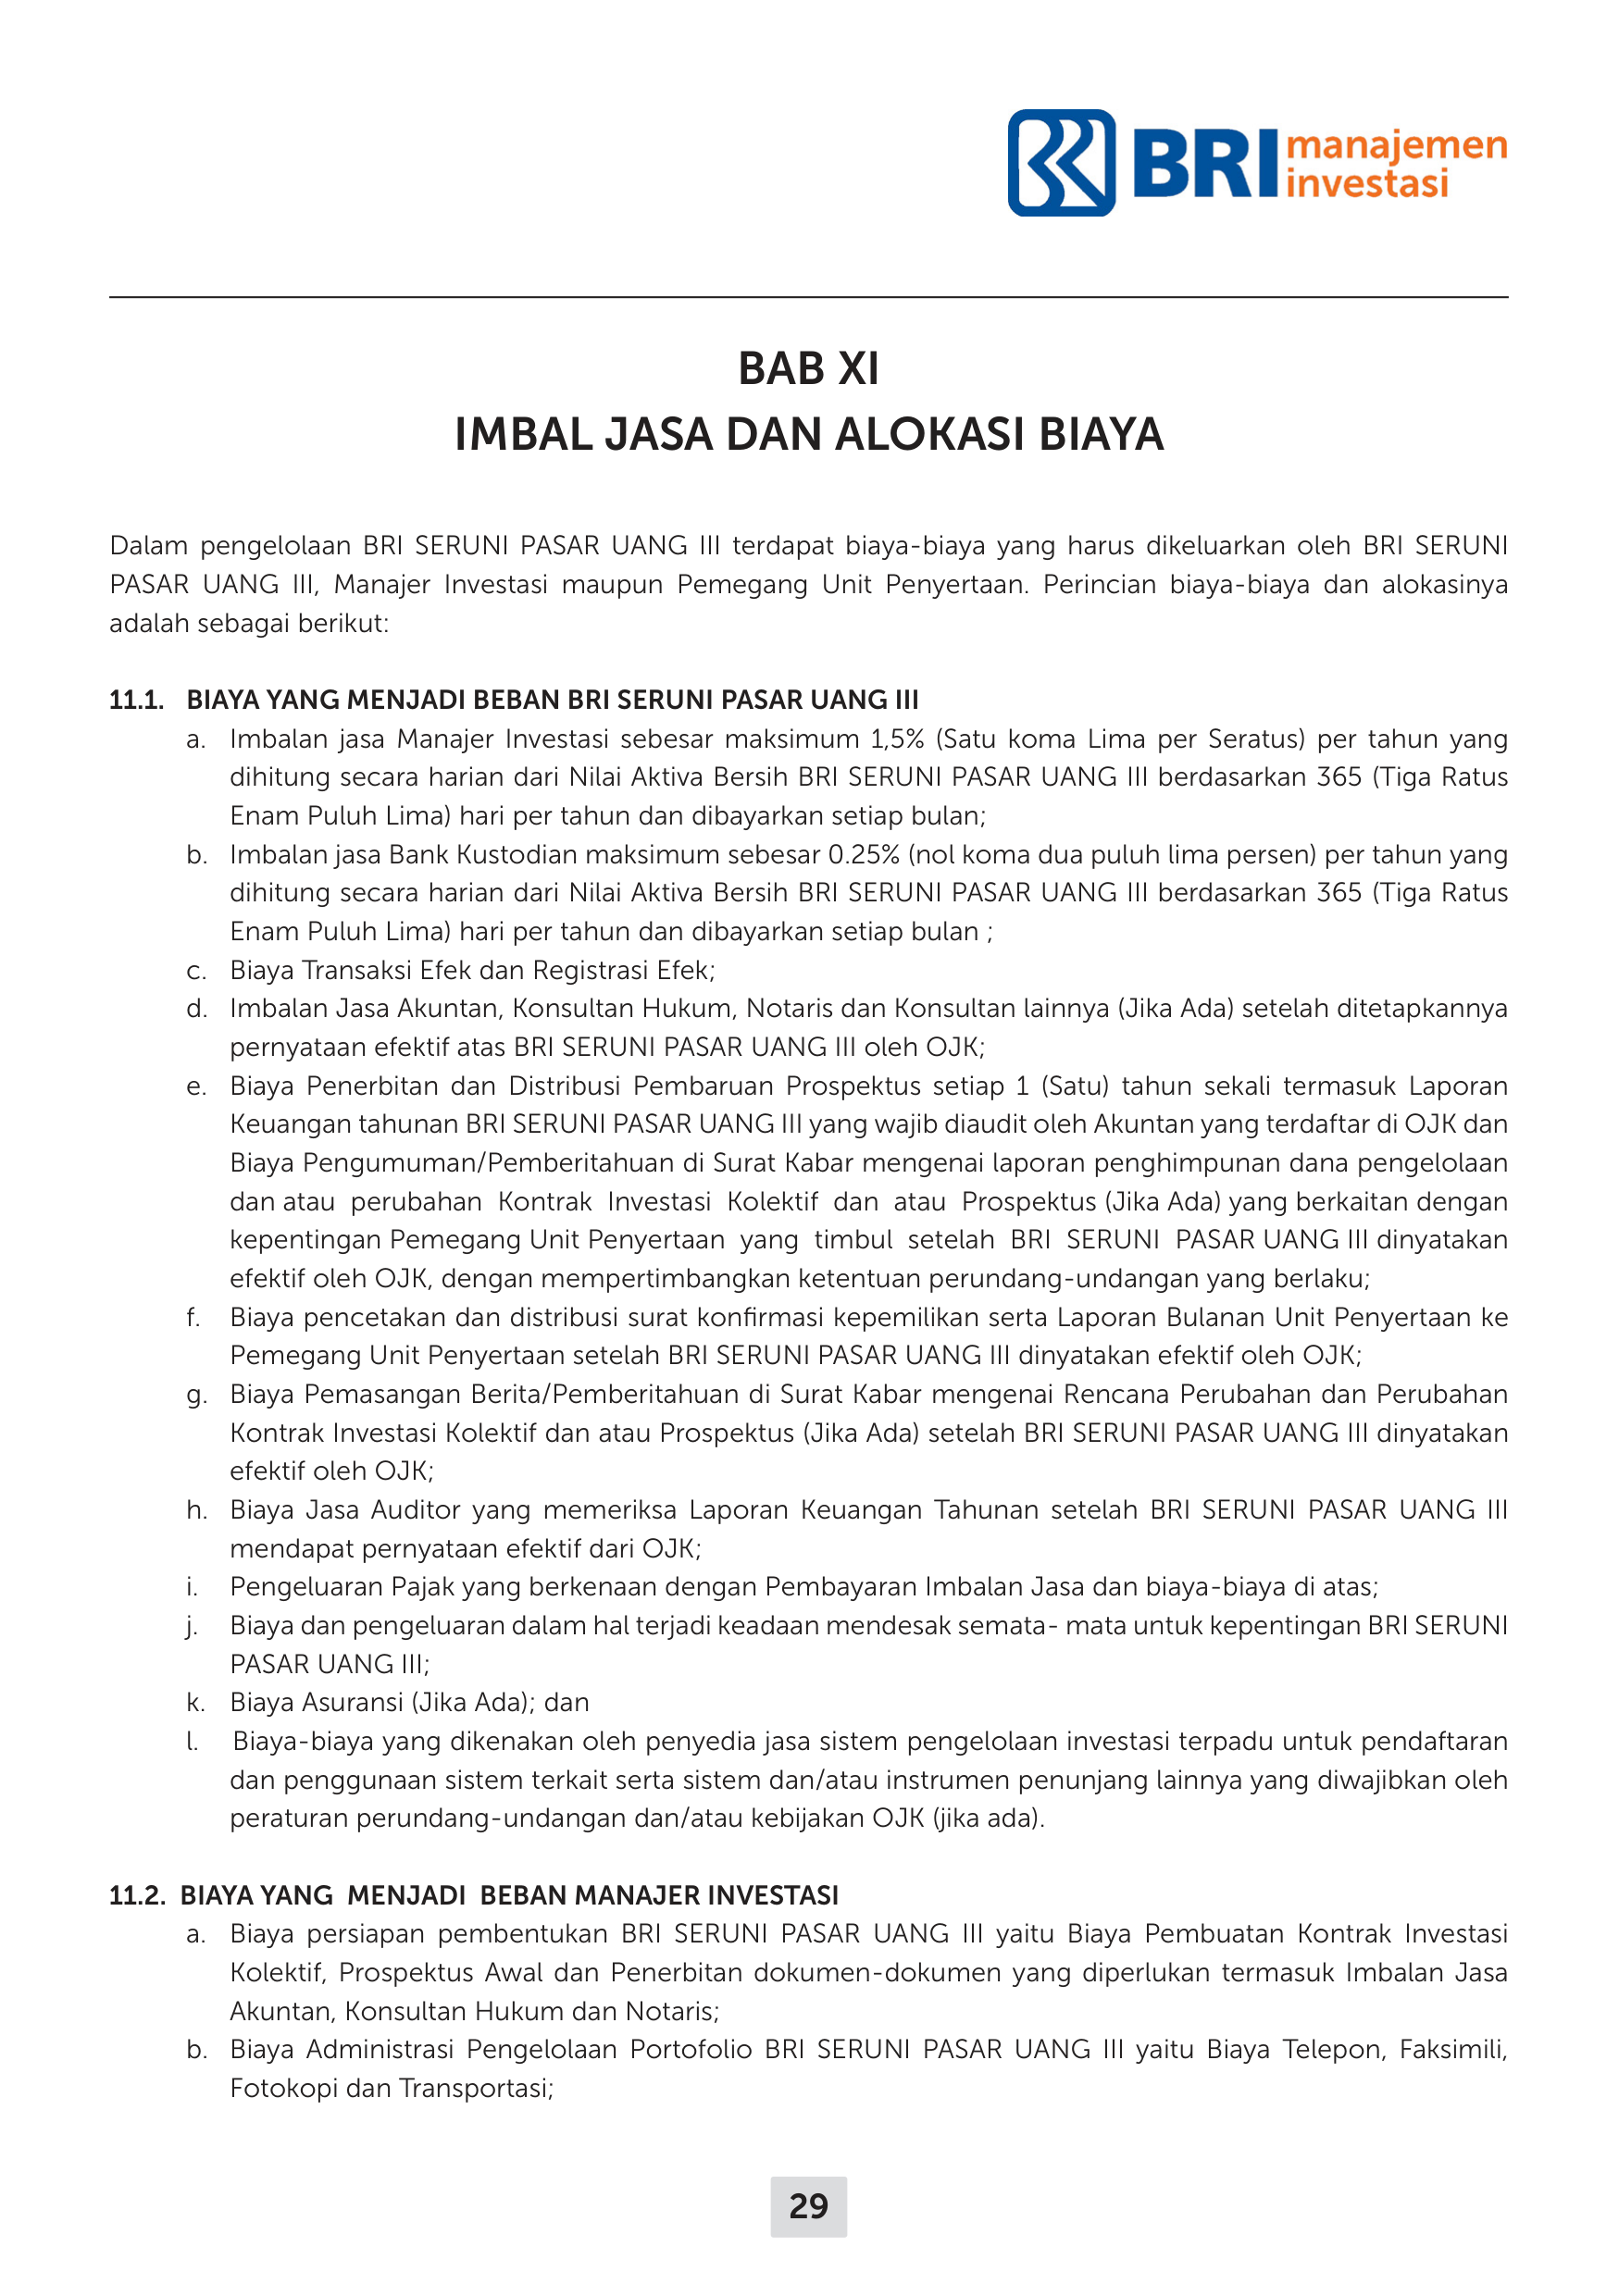 BRI manajemen
investasi
BAB XI
IMBAL JASA DAN ALOKASI BIAYA
Dalam pengelolaan BRI SERUNI PASAR UANG III terdapat biaya-biaya yang harus dikeluarkan oleh BRI SERUNI
PASAR UANG III, Manajer Investasi maupun Pemegang Unit Penyertaan. Perincian biaya-biaya dan alokasinya
adalah sebagai berikut:
11.1. BIAYA YANG MENJADI BEBAN BRI SERUNI PASAR UANG III
a. Imbalan jasa Manajer Investasi sebesar maksimum 1,5% (Satu koma Lima per Seratus) per tahun yang
dihitung secara harian dari Nilai Aktiva Bersih BRI SERUNI PASAR UANG III berdasarkan 365 (Tiga Ratus
Enam Puluh Lima) hari per tahun dan dibayarkan setiap bulan;
b. Imbalan jasa Bank Kustodian maksimum sebesar 0.25% (nol koma dua puluh lima persen) per tahun yang
dihitung secara harian dari Nilai Aktiva Bersih BRI SERUNI PASAR UANG III berdasarkan 365 (Tiga Ratus
Enam Puluh Lima) hari per tahun dan dibayarkan setiap bulan ;
c. Biaya Transaksi Efek dan Registrasi Efek;
d. Imbalan Jasa Akuntan, Konsultan Hukum, Notaris dan Konsultan lainnya (Jika Ada) setelah ditetapkannya
pernyataan efektif atas BRI SERUNI PASAR UANG III oleh OJK;
e. Biaya Penerbitan dan Distribusi Pembaruan Prospektus setiap 1 (Satu) tahun sekali termasuk Laporan
Keuangan tahunan BRI SERUNI PASAR UANG III yang wajib diaudit oleh Akuntan yang terdaftar di OJK dan
Biaya Pengumuman/Pemberitahuan di Surat Kabar mengenai laporan penghimpunan dana pengelolaan
dan atau perubahan Kontrak Investasi Kolektif dan atau Prospektus (Jika Ada) yang berkaitan dengan
kepentingan Pemegang Unit Penyertaan yang timbul setelah BRI SERUNI PASAR UANG III dinyatakan
efektif oleh OJK, dengan mempertimbangkan ketentuan perundang-undangan yang berlaku;
f. Biaya pencetakan dan distribusi surat konfirmasi kepemilikan serta Laporan Bulanan Unit Penyertaan ke
Pemegang Unit Penyertaan setelah BRI SERUNI PASAR UANG III dinyatakan efektif oleh OJK;
g. Biaya Pemasangan Berita/Pemberitahuan di Surat Kabar mengenai Rencana Perubahan dan Perubahan
Kontrak Investasi Kolektif dan atau Prospektus (Jika Ada) setelah BRI SERUNI PASAR UANG III dinyatakan
efektif oleh OJK;
h. Biaya Jasa Auditor yang memeriksa Laporan Keuangan Tahunan setelah BRI SERUNI PASAR UANG III
mendapat pernyataan efektif dari OJK;
i. Pengeluaran Pajak yang berkenaan dengan Pembayaran Imbalan Jasa dan biaya-biaya di atas;
j. Biaya dan pengeluaran dalam hal terjadi keadaan mendesak semata- mata untuk kepentingan BRI SERUNI
PASAR UANG III;
k. Biaya Asuransi (Jika Ada); dan
l. Biaya-biaya yang dikenakan oleh penyedia jasa sistem pengelolaan investasi terpadu untuk pendaftaran
dan penggunaan sistem terkait serta sistem dan/atau instrumen penunjang lainnya yang diwajibkan oleh
peraturan perundang-undangan dan/atau kebijakan OJK (jika ada).
11.2. BIAYA YANG MENJADI BEBAN MANAJER INVESTASI
a. Biaya persiapan pembentukan BRI SERUNI PASAR UANG III yaitu Biaya Pembuatan Kontrak Investasi
Kolektif, Prospektus Awal dan Penerbitan dokumen-dokumen yang diperlukan termasuk Imbalan Jasa
Akuntan, Konsultan Hukum dan Notaris;
b. Biaya Administrasi Pengelolaan Portofolio BRI SERUNI PASAR UANG III yaitu Biaya Telepon, Faksimili,
Fotokopi dan Transportasi;
29